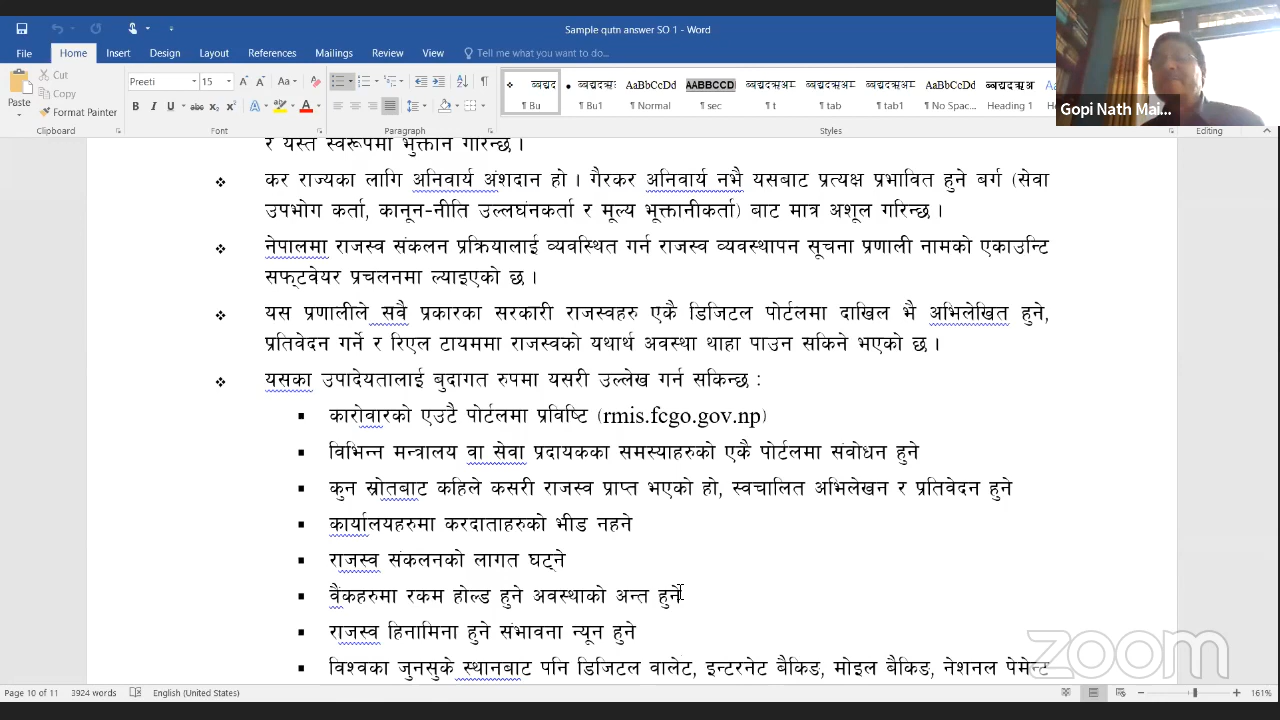 Sample qutn answer SO 1 - Word
File Home Insert Design Layout References Mailings Review View Tell me what you want to do...
Gopi Nath Mai...
Paste
Cut
Copy
Format Painter
Preeti 15
B I U abc x₂ x²
AaBbCcDd AABBCCD AaBbCcDd
¶ Bu ¶ Bu1 ¶ Normal ¶ sec ¶ t ¶ tab ¶ tab1 ¶ No Spac... Heading 1
Clipboard Font Paragraph Styles Editing
र यस्तै स्वरूपमा भुक्तान गरिन्छ ।
❖ कर राज्यका लागि अनिवार्य अंशदान हो । गैरकर अनिवार्य नभै यसबाट प्रत्यक्ष प्रभावित हुने बर्ग (सेवा
उपभोग कर्ता, कानून-नीति उल्लघंनकर्ता र मूल्य भूक्तानीकर्ता) बाट मात्र अशूल गरिन्छ ।
❖ नेपालमा राजस्व संकलन प्रक्रियालाई व्यवस्थित गर्न राजस्व व्यवस्थापन सूचना प्रणाली नामको एकाउन्टि
सफ्टवेयर प्रचलनमा ल्याइएको छ ।
❖ यस प्रणालीले सवै प्रकारका सरकारी राजस्वहरु एकै डिजिटल पोर्टलमा दाखिल भै अभिलेखित हुने,
प्रतिवेदन गर्ने र रिएल टायममा राजस्वको यथार्थ अवस्था थाहा पाउन सकिने भएको छ ।
❖ यसका उपादेयतालाई बुदागत रुपमा यसरी उल्लेख गर्न सकिन्छ :
▪ कारोवारको एउटै पोर्टलमा प्रविष्टि (rmis.fcgo.gov.np)
▪ विभिन्न मन्त्रालय वा सेवा प्रदायकका समस्याहरुको एकै पोर्टलमा संवोधन हुने
▪ कुन स्रोतबाट कहिले कसरी राजस्व प्राप्त भएको हो, स्वचालित अभिलेखन र प्रतिवेदन हुने
▪ कार्यालयहरुमा करदाताहरुको भीड नहने
▪ राजस्व संकलनको लागत घट्ने
▪ वैंकहरुमा रकम होल्ड हुने अवस्थाको अन्त हुने
▪ राजस्व हिनामिना हुने संभावना न्यून हुने
▪ विश्वका जुनसुके स्थानबाट पनि डिजिटल वालेट, इन्टरनेट बैकिङ, मोइल बैकिङ, नेशनल पेमेन्ट
zoom
Page 10 of 11 3924 words English (United States) 161%